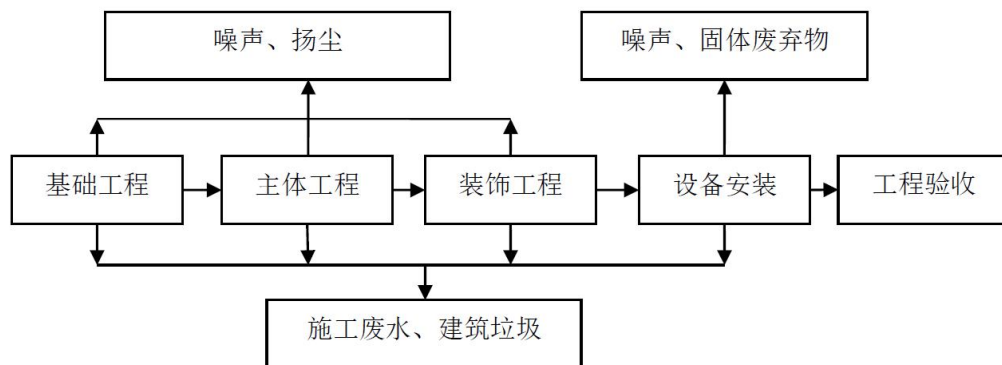 噪声、扬尘
噪声、固体废弃物
基础工程
主体工程
装饰工程
设备安装
工程验收
施工废水、建筑垃圾